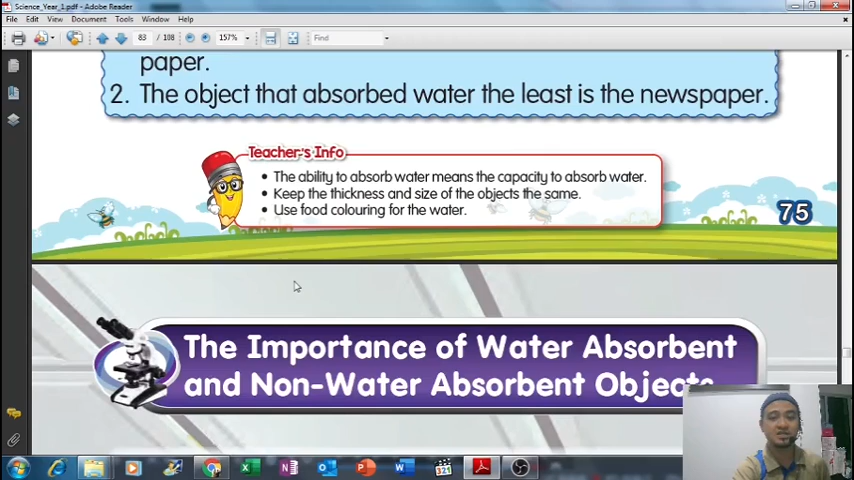 Science_Year_1.pdf - Adobe Reader
File Edit View Document Tools Window Help
83 / 108 157% Find
paper.
2. The object that absorbed water the least is the newspaper.
Teacher's Info
• The ability to absorb water means the capacity to absorb water.
• Keep the thickness and size of the objects the same.
• Use food colouring for the water.
75
The Importance of Water Absorbent
and Non-Water Absorbent Objects
321